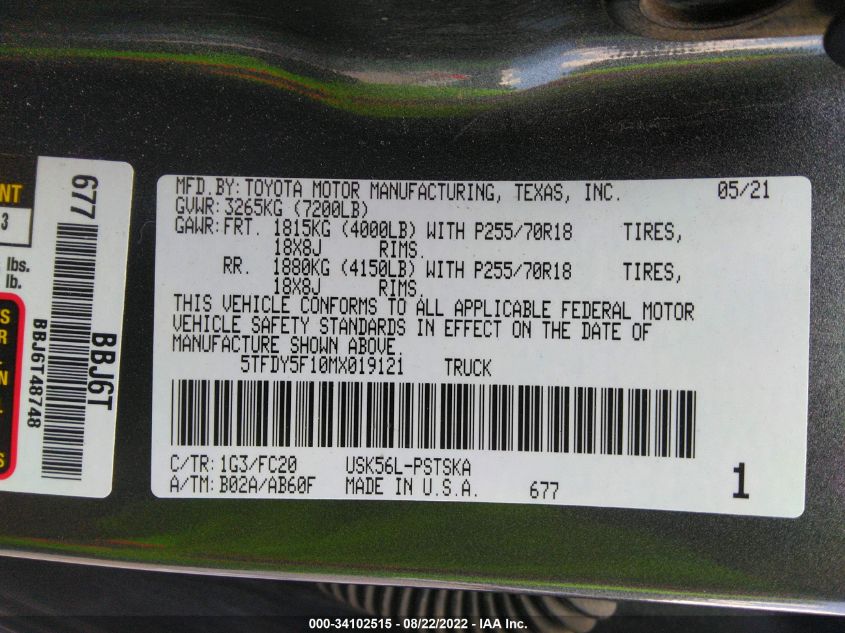 NT
3
lbs.
lb.
S
R
N
L
S
677
BBJ6T
BBJ6T48748
MFD.BY: TOYOTA MOTOR MANUFACTURING, TEXAS, INC. 05/21
GVWR: 3265KG (7200LB)
GAWR: FRT. 1815KG (4000LB) WITH P255/70R18 TIRES,
18X8J RIMS.
RR. 1880KG (4150LB) WITH P255/70R18 TIRES,
18X8J RIMS.
THIS VEHICLE CONFORMS TO ALL APPLICABLE FEDERAL MOTOR
VEHICLE SAFETY STANDARDS IN EFFECT ON THE DATE OF
MANUFACTURE SHOWN ABOVE.
5TFDY5F10MX019121 TRUCK
C/TR: 1G3/FC20 USK56L-PSTSKA
A/TM: B02A/AB60F MADE IN U.S.A. 677 1
000-34102515 - 08/22/2022 - IAA Inc.